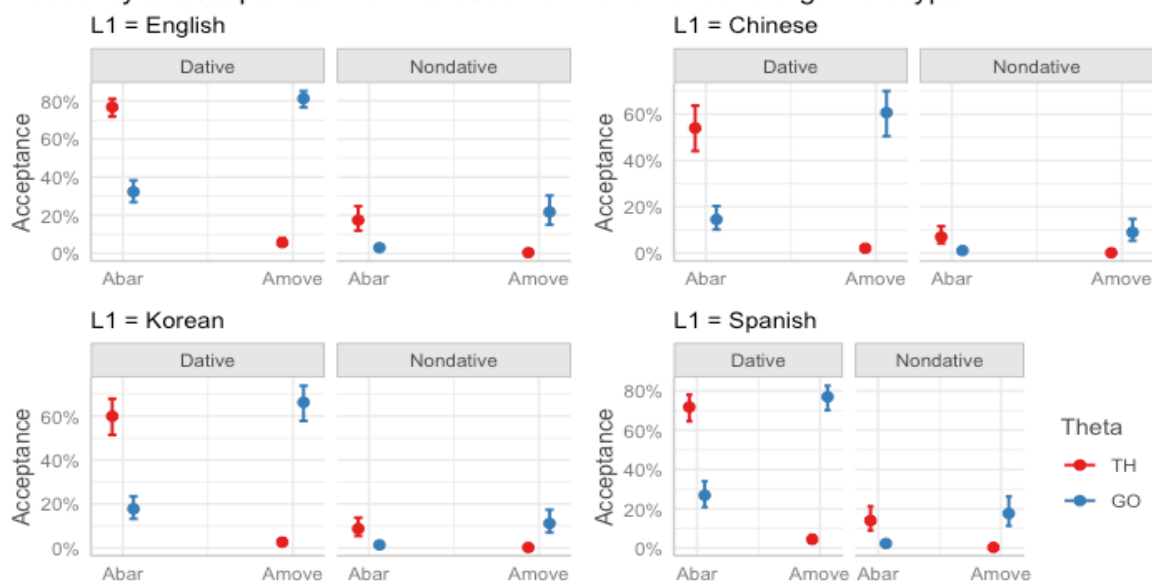 L1 = English
L1 = Chinese
Dative
Nondative
Dative
Nondative
Acceptance
80%
60%
40%
20%
0%
Acceptance
60%
40%
20%
0%
Abar
Amove
Abar
Amove
Abar
Amove
Abar
Amove
L1 = Korean
L1 = Spanish
Dative
Nondative
Dative
Nondative
Acceptance
60%
40%
20%
0%
Acceptance
80%
60%
40%
20%
0%
Theta
TH
GO
Abar
Amove
Abar
Amove
Abar
Amove
Abar
Amove